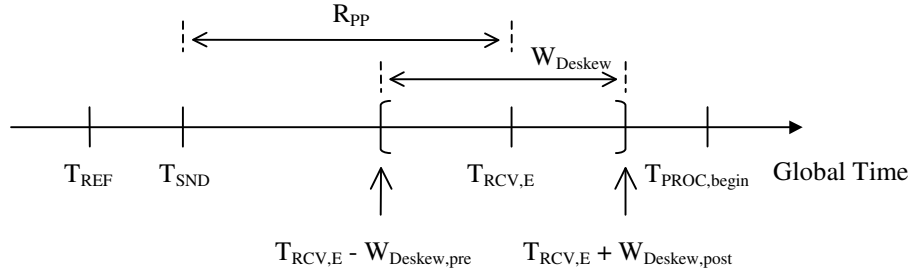 R_PP
W_Deskew
T_REF T_SND T_RCV,E T_PROC,begin Global Time
T_RCV,E - W_Deskew,pre T_RCV,E + W_Deskew,post